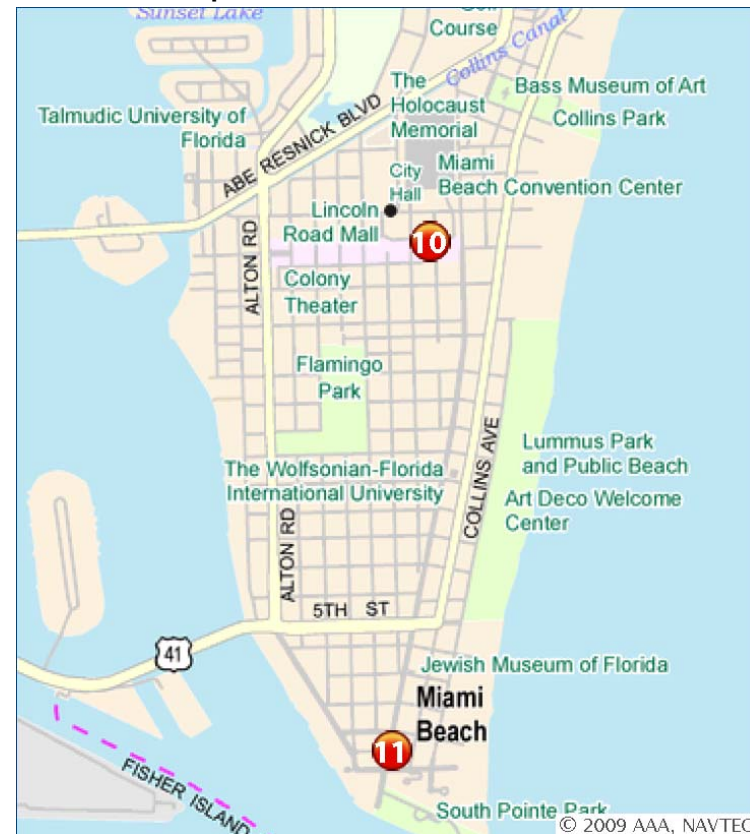 Sunset Lake
Golf
Course
Collins Canal
The
Holocaust
Memorial
Bass Museum of Art
Collins Park
Talmudic University of
Florida
ABE RESNICK BLVD
City
Hall
Miami
Beach Convention Center
Lincoln
Road Mall
10
ALTON RD
Colony
Theater
Flamingo
Park
COLLINS AVE
Lummus Park
and Public Beach
The Wolfsonian-Florida
International University
Art Deco Welcome
Center
ALTON RD
5TH ST
41
Jewish Museum of Florida
Miami
Beach
11
FISHER ISLAND
South Pointe Park
© 2009 AAA, NAVTEC